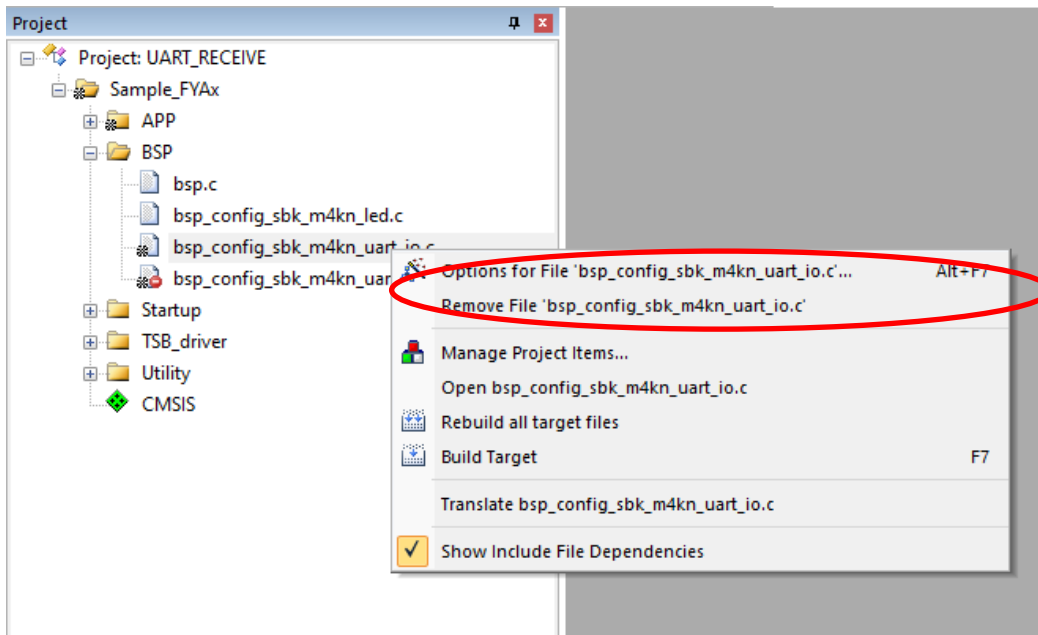 Project
Project: UART_RECEIVE
Sample_FYAx
APP
BSP
bsp.c
bsp_config_sbk_m4kn_led.c
bsp_config_sbk_m4kn_uart_io.c
bsp_config_sbk_m4kn_uar
Startup
TSB_driver
Utility
CMSIS
Options for File 'bsp_config_sbk_m4kn_uart_io.c'... Alt+F7
Remove File 'bsp_config_sbk_m4kn_uart_io.c'
Manage Project Items...
Open bsp_config_sbk_m4kn_uart_io.c
Rebuild all target files
Build Target F7
Translate bsp_config_sbk_m4kn_uart_io.c
Show Include File Dependencies